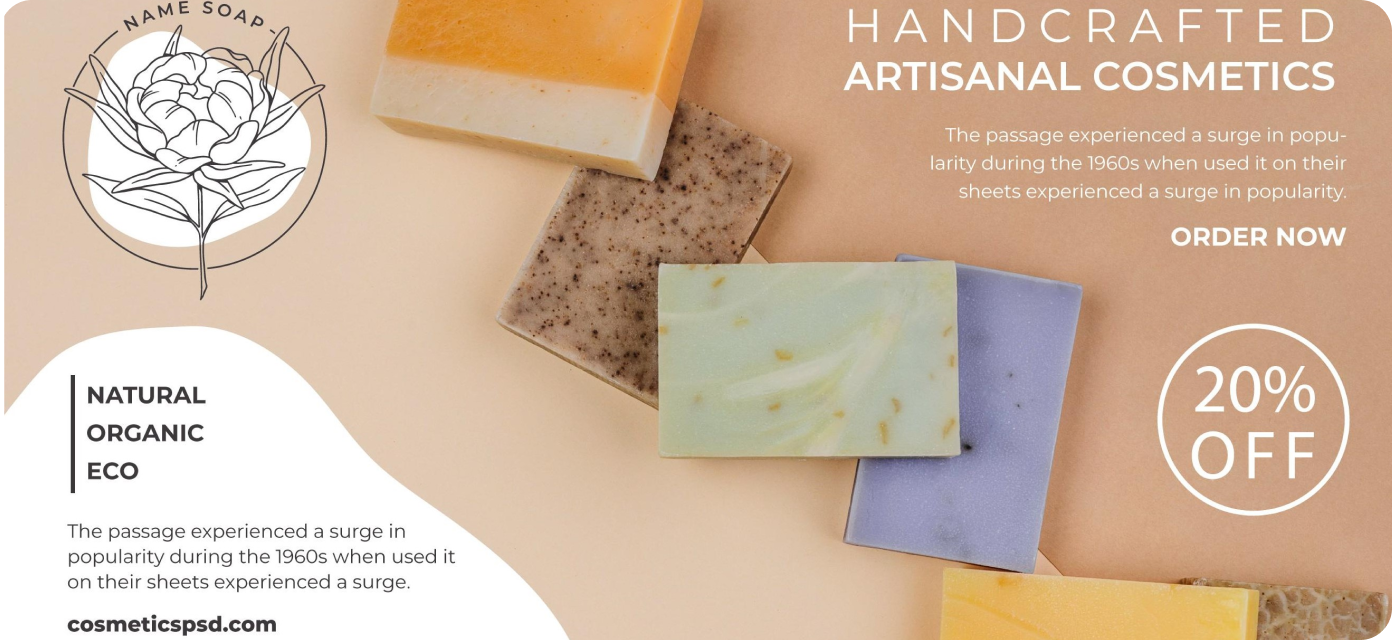 NAME SOAP
HANDCRAFTED
ARTISANAL COSMETICS
The passage experienced a surge in popu-
larity during the 1960s when used it on their
sheets experienced a surge in popularity.
ORDER NOW
20%
OFF
NATURAL
ORGANIC
ECO
The passage experienced a surge in
popularity during the 1960s when used it
on their sheets experienced a surge.
cosmeticspsd.com